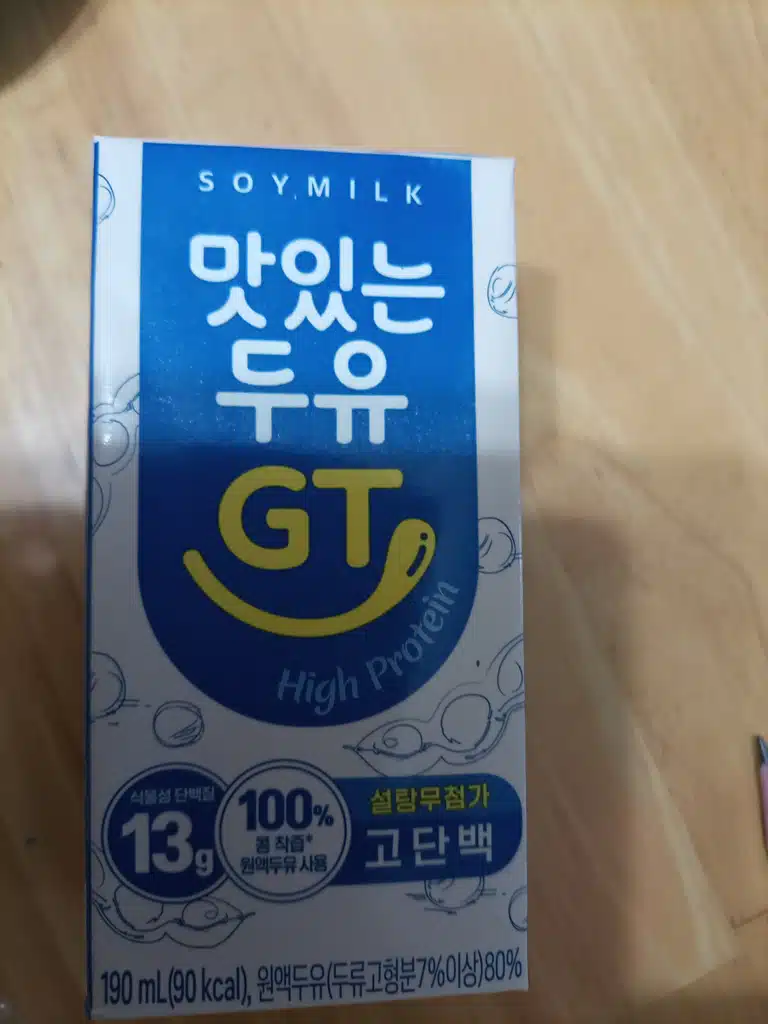 SOYMILK
맛있는
두유
GT
High Protein
식물성 단백질
13g
100%
콩 착즙*
원액두유 사용
설탕무첨가
고단백
190 mL(90 kcal), 원액두유(두류고형분7%이상)80%